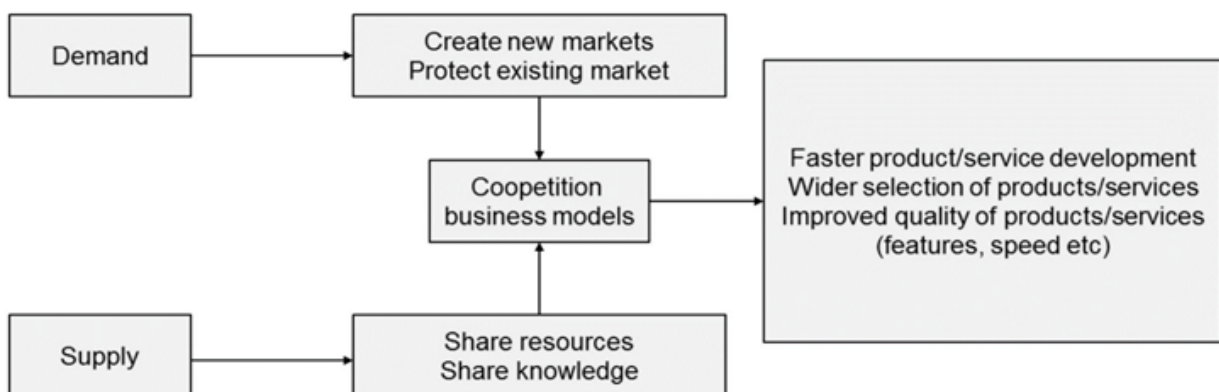 Demand
Create new markets
Protect existing market
Coopetition
business models
Faster product/service development
Wider selection of products/services
Improved quality of products/services
(features, speed etc)
Supply
Share resources
Share knowledge